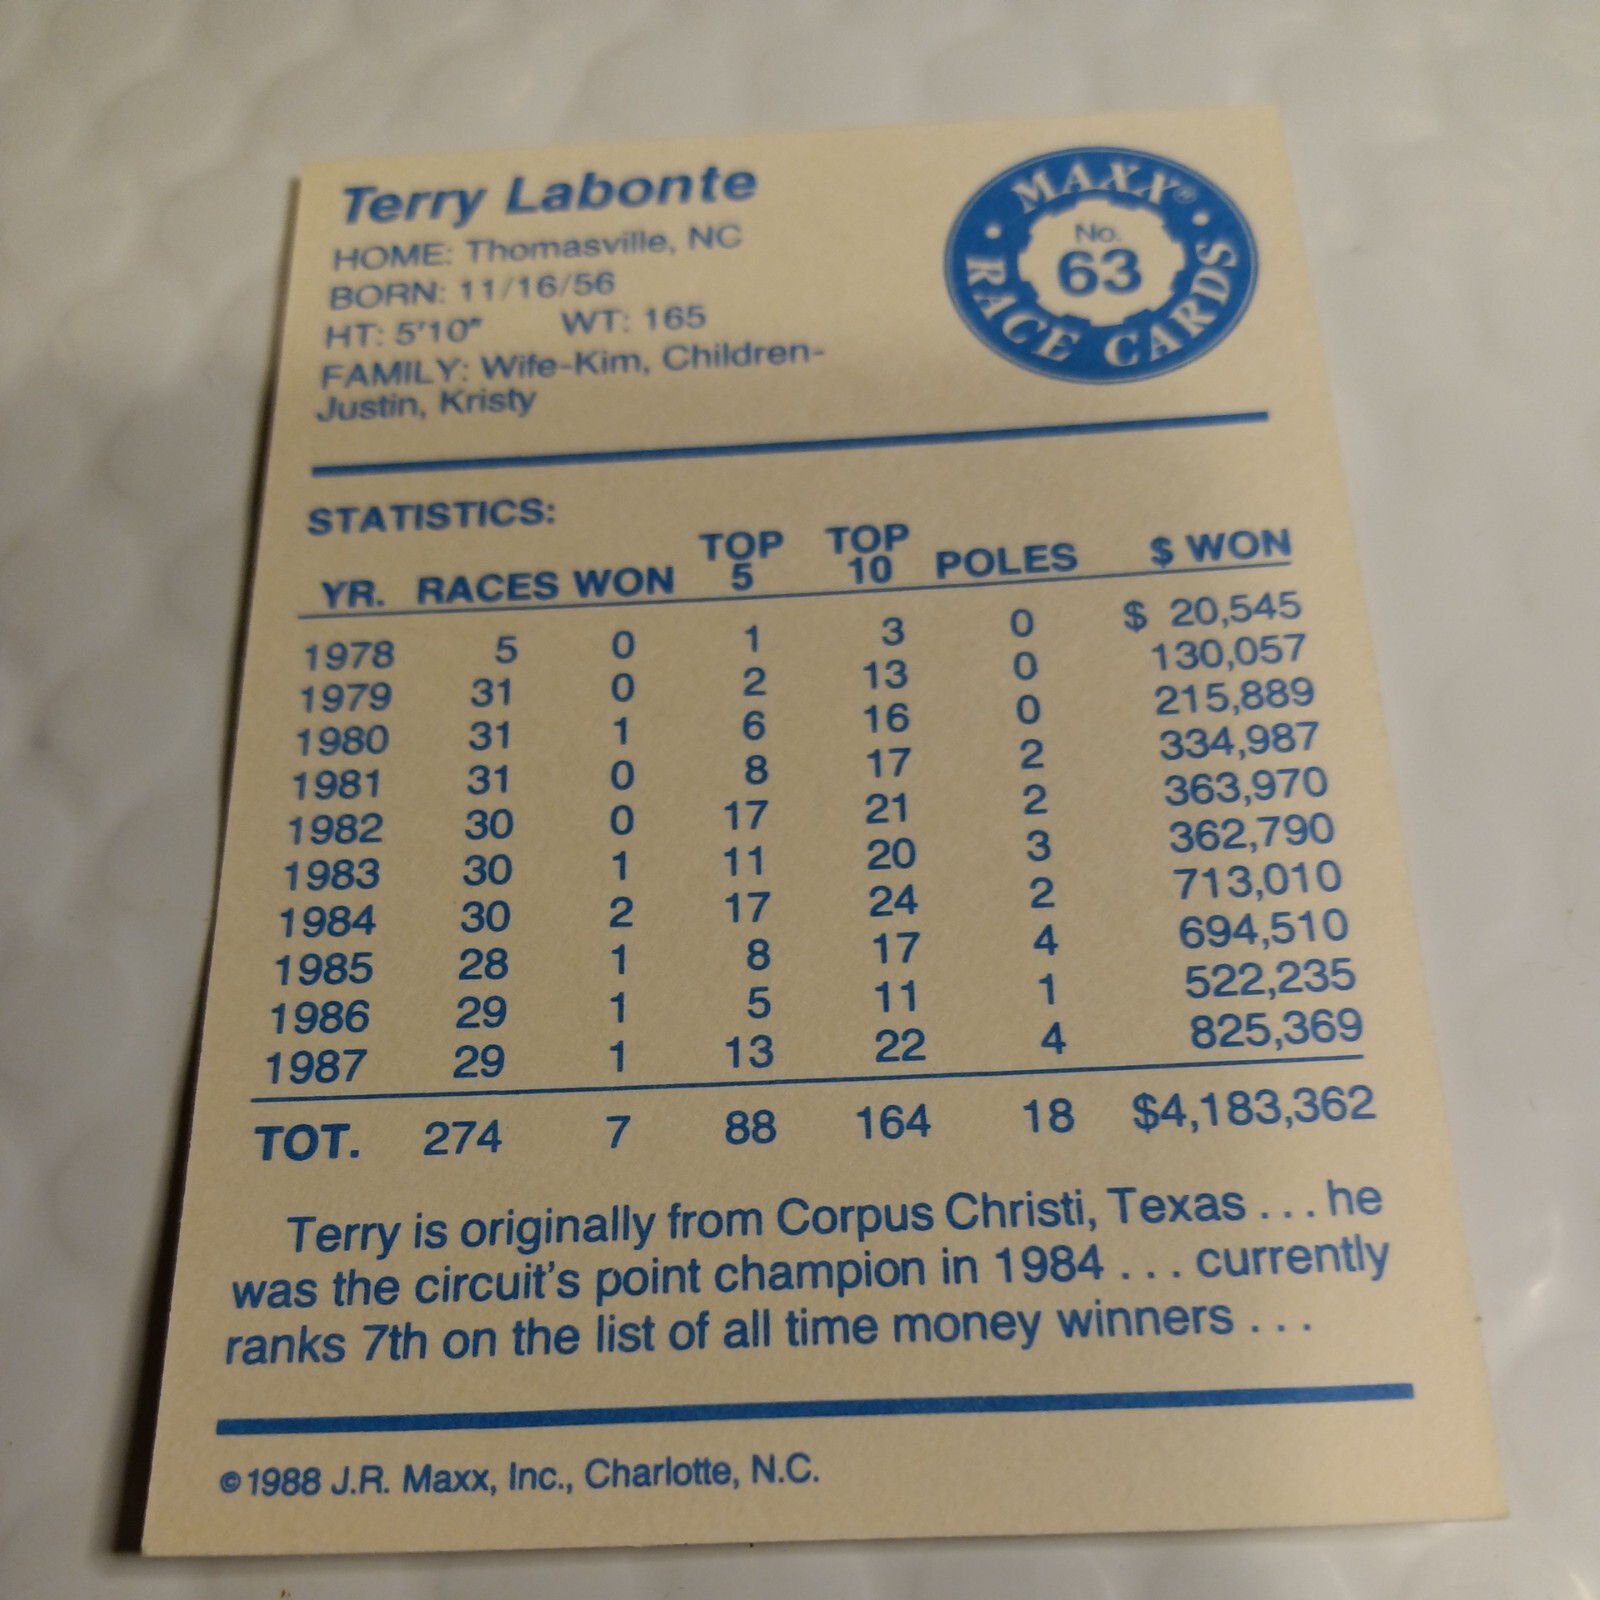 Terry Labonte
HOME: Thomasville, NC
BORN: 11/16/56
HT: 5'10" WT: 165
FAMILY: Wife-Kim, Children-
Justin, Kristy
MAXX®
No.
63
RACE CARDS
STATISTICS:
YR. RACES WON TOP 5 TOP 10 POLES $ WON
1978 5 0 1 3 0 $ 20,545
1979 31 0 2 13 0 130,057
1980 31 1 6 16 0 215,889
1981 31 0 8 17 2 334,987
1982 30 0 17 21 2 363,970
1983 30 1 11 20 3 362,790
1984 30 2 17 24 2 713,010
1985 28 1 8 17 4 694,510
1986 29 1 5 11 1 522,235
1987 29 1 13 22 4 825,369
TOT. 274 7 88 164 18 $4,183,362
Terry is originally from Corpus Christi, Texas . . . he
was the circuit's point champion in 1984 . . . currently
ranks 7th on the list of all time money winners . . .
©1988 J.R. Maxx, Inc., Charlotte, N.C.